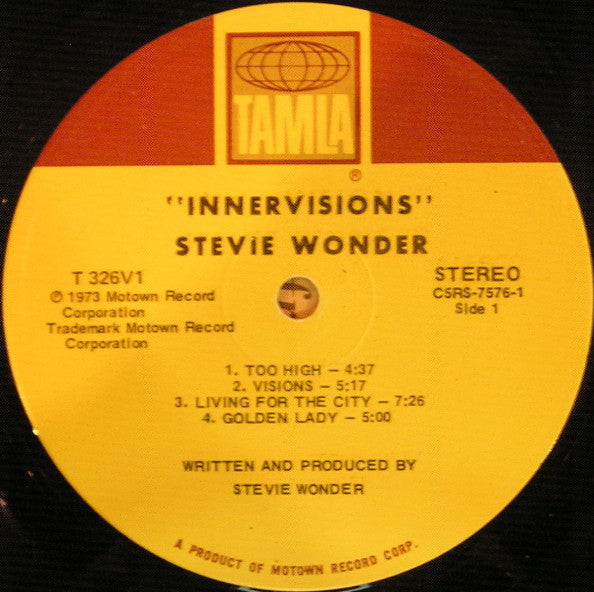 TAMLA
®
"INNERVISIONS"
STEViE WONDER
T 326V1
℗ 1973 Motown Record
Corporation
Trademark Motown Record
Corporation
STEREO
CSRS-7576-1
Side 1
1. TOO HIGH – 4:37
2. VISIONS – 5:17
3. LIVING FOR THE CITY – 7:26
4. GOLDEN LADY – 5:00
WRITTEN AND PRODUCED BY
STEVIE WONDER
A PRODUCT OF MOTOWN RECORD CORP.